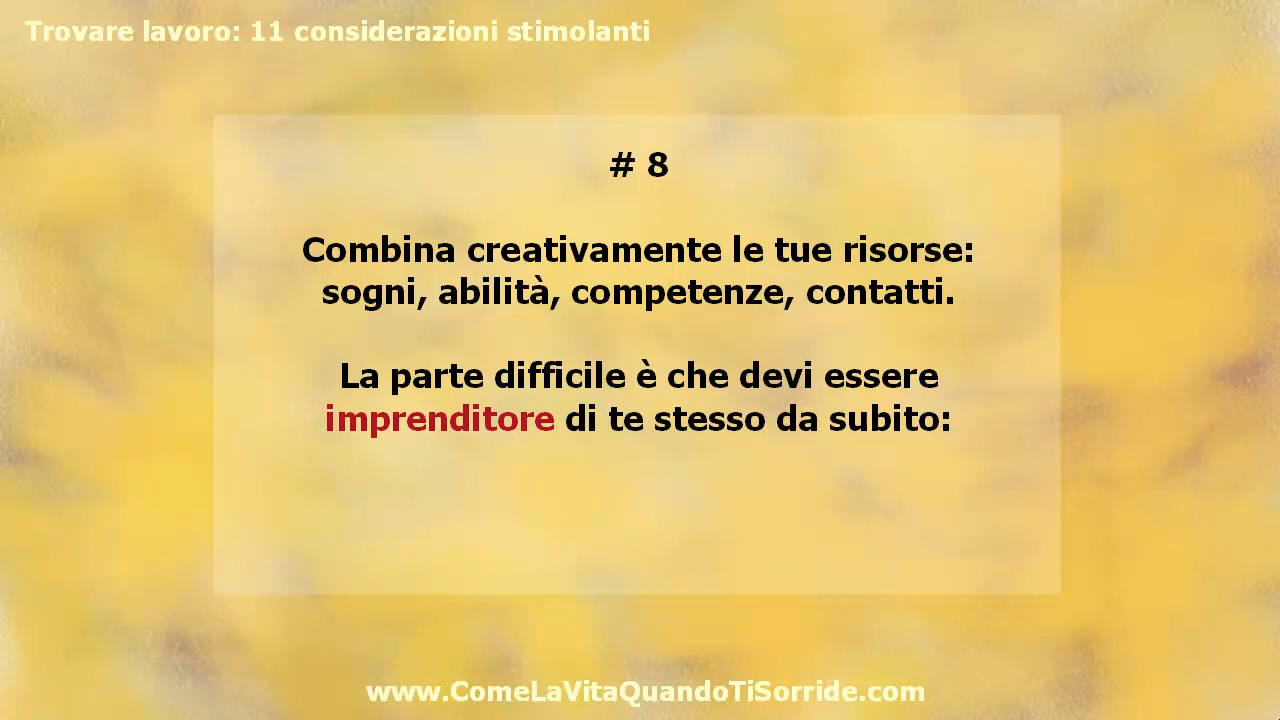 Trovare lavoro: 11 considerazioni stimolanti
# 8
Combina creativamente le tue risorse:
sogni, abilità, competenze, contatti.
La parte difficile è che devi essere
imprenditore di te stesso da subito:
www.ComeLaVitaQuandoTiSorride.com